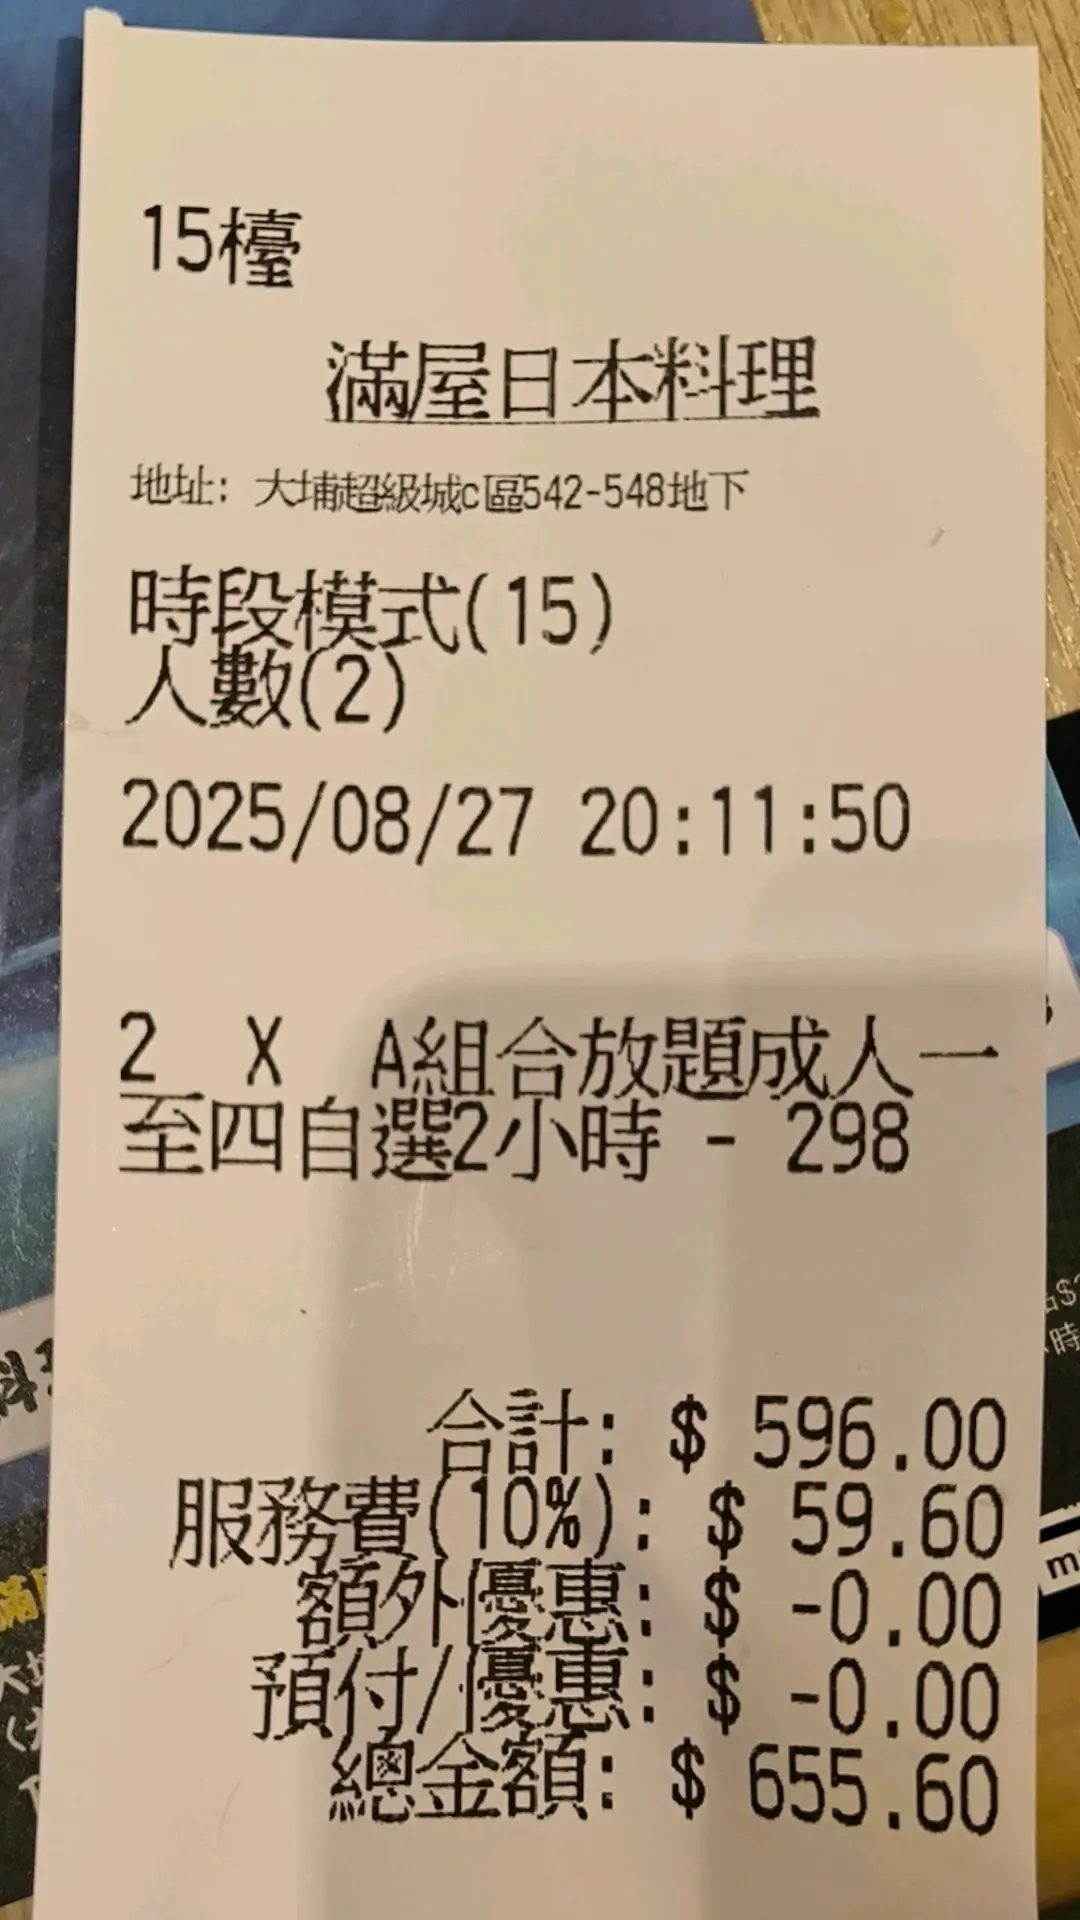 15檯
滿屋日本料理
地址: 大埔超級城c區542-548地下
時段模式(15)
人數(2)
2025/08/27 20:11:50
2 X A組合放題成人一
至四自選2小時 - 298
合計: $ 596.00
服務費(10%): $ 59.60
額外優惠: $ -0.00
預付/優惠: $ -0.00
總金額: $ 655.60